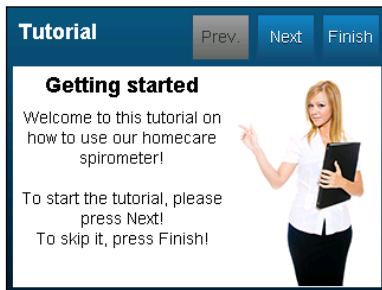 Tutorial
Prev.
Next
Finish
Getting started
Welcome to this tutorial on
how to use our homecare
spirometer!
To start the tutorial, please
press Next!
To skip it, press Finish!